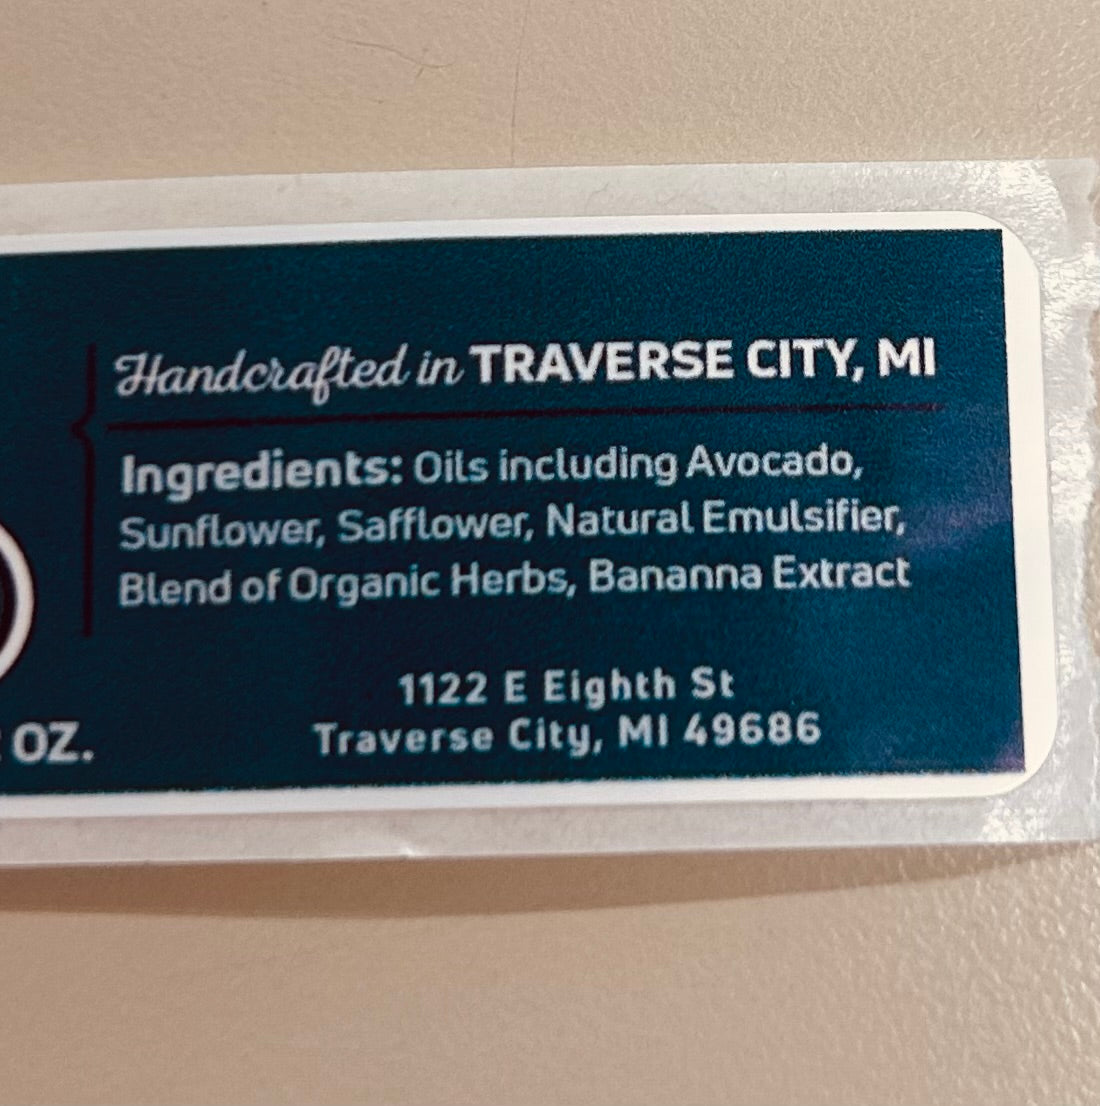 Handcrafted in TRAVERSE CITY, MI
Ingredients: Oils including Avocado,
Sunflower, Safflower, Natural Emulsifier,
Blend of Organic Herbs, Bananna Extract
1122 E Eighth St
Traverse City, MI 49686
OZ.